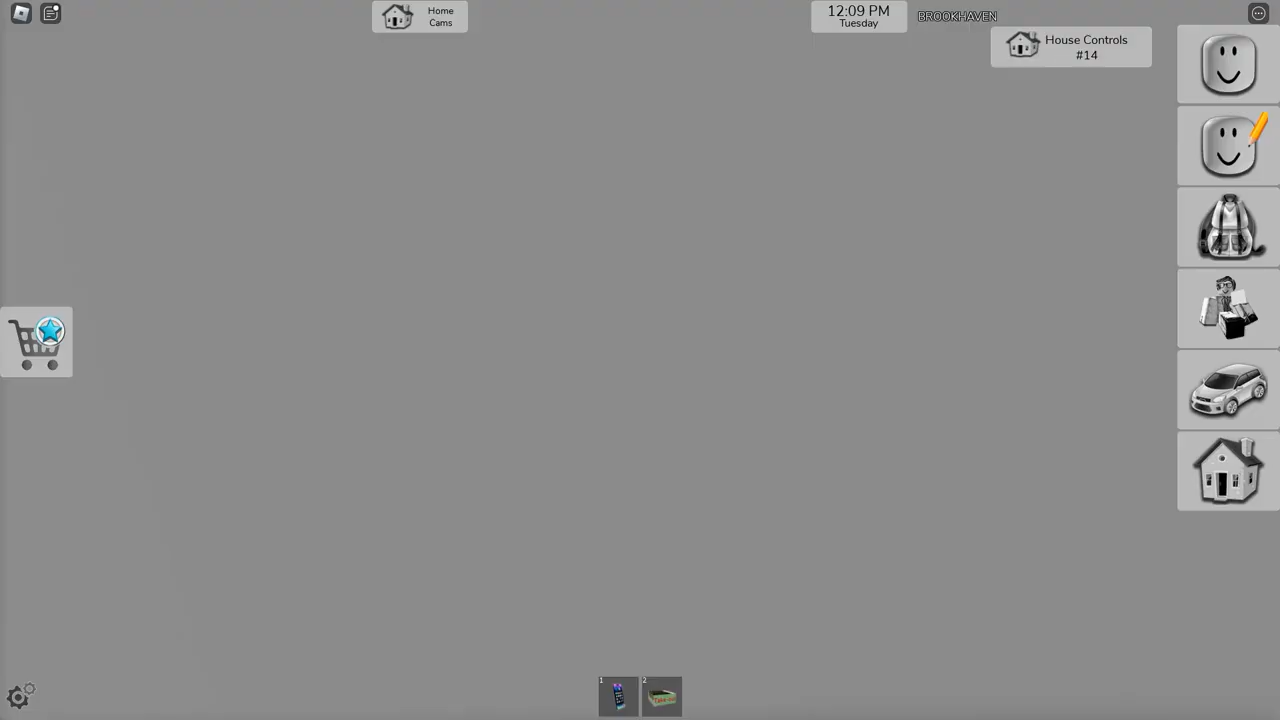 Home
Cams
12:09 PM
Tuesday
BROOKHAVEN
House Controls
#14
1
2